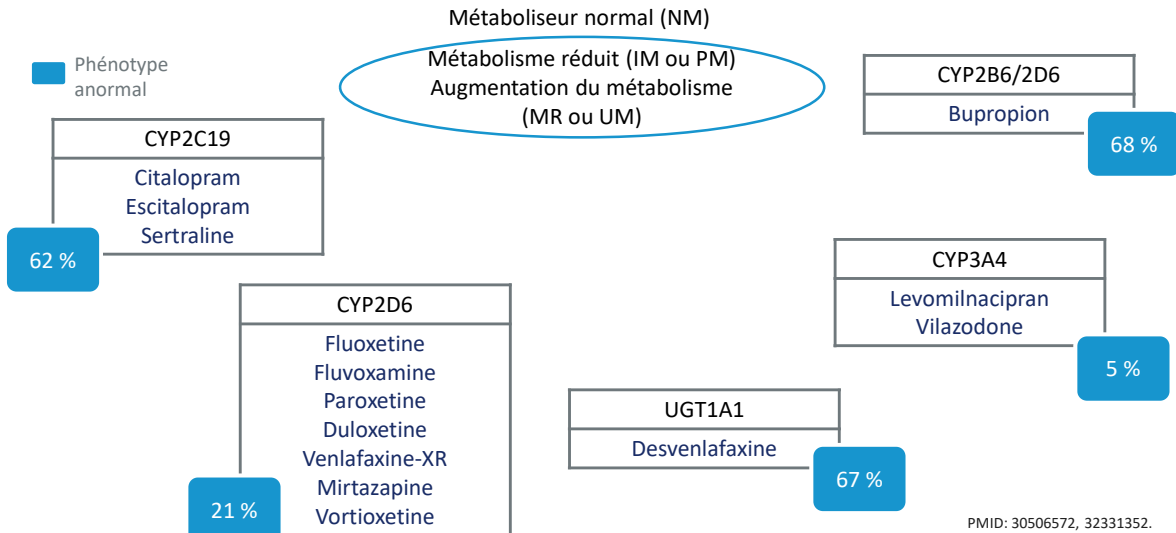 Métaboliseur normal (NM)
Métabolisme réduit (IM ou PM)
Augmentation du métabolisme
(MR ou UM)
Phénotype
anormal
CYP2B6/2D6
Bupropion
68 %
CYP2C19
Citalopram
Escitalopram
Sertraline
62 %
CYP3A4
Levomilnacipran
Vilazodone
5 %
CYP2D6
Fluoxetine
Fluvoxamine
Paroxetine
Duloxetine
Venlafaxine-XR
Mirtazapine
Vortioxetine
21 %
UGT1A1
Desvenlafaxine
67 %
PMID: 30506572, 32331352.